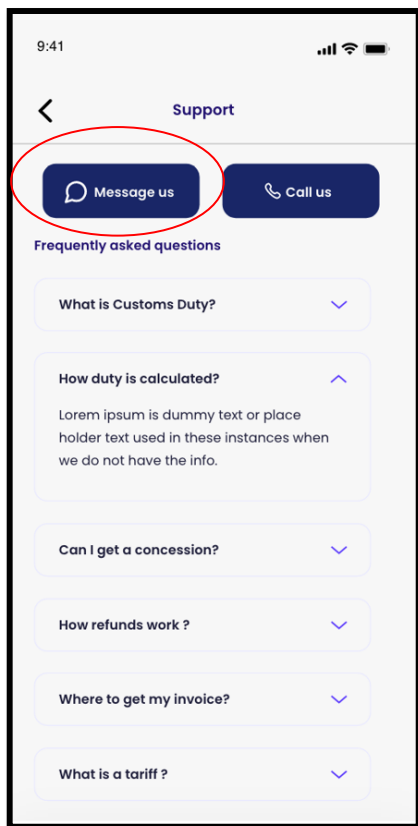 9:41
Support
Message us
Call us
Frequently asked questions
What is Customs Duty?
How duty is calculated?
Lorem ipsum is dummy text or place
holder text used in these instances when
we do not have the info.
Can I get a concession?
How refunds work ?
Where to get my invoice?
What is a tariff ?